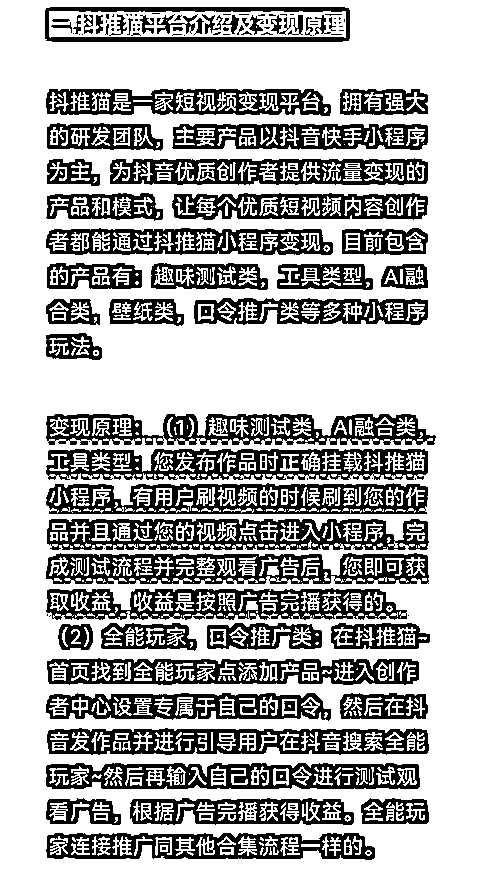 二.抖推猫平台介绍及变现原理
抖推猫是一家短视频变现平台，拥有强大
的研发团队，主要产品以抖音快手小程序
为主，为抖音优质创作者提供流量变现的
产品和模式，让每个优质短视频内容创作
者都能通过抖推猫小程序变现。目前包含
的产品有：趣味测试类，工具类型，AI融
合类，壁纸类，口令推广类等多种小程序
玩法。
变现原理：（1）趣味测试类，AI融合类，
工具类型：您发布作品时正确挂载抖推猫
小程序，有用户刷视频的时候刷到您的作
品并且通过您的视频点击进入小程序，完
成测试流程并完整观看广告后，您即可获
取收益，收益是按照广告完播获得的。
（2）全能玩家，口令推广类：在抖推猫~
首页找到全能玩家点添加产品~进入创作
者中心设置专属于自己的口令，然后在抖
音发作品并进行引导用户在抖音搜索全能
玩家~然后再输入自己的口令进行测试观
看广告，根据广告完播获得收益。全能玩
家连接推广同其他合集流程一样的。